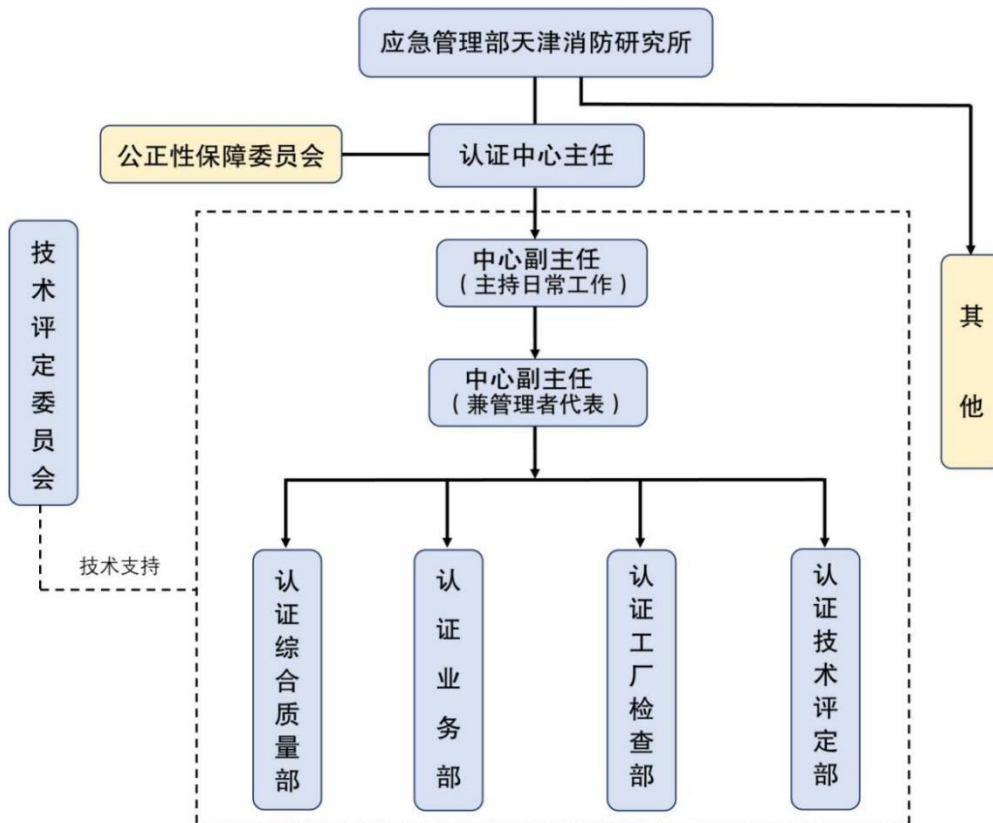 应急管理部天津消防研究所
公正性保障委员会
认证中心主任
技术评定委员会
中心副主任
（主持日常工作）
其他
中心副主任
（兼管理者代表）
技术支持
认证综合质量部
认证业务部
认证工厂检查部
认证技术评定部